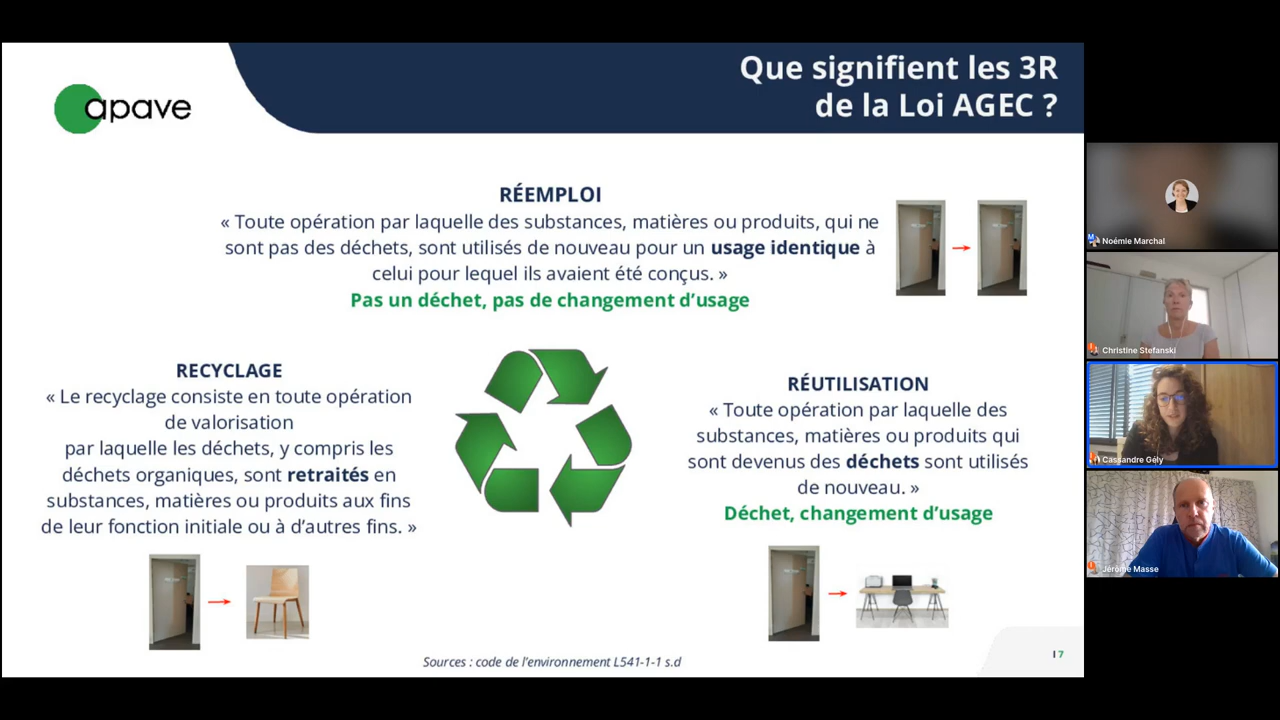 apave
Que signifient les 3R
de la Loi AGEC ?
RÉEMPLOI
« Toute opération par laquelle des substances, matières ou produits, qui ne
sont pas des déchets, sont utilisés de nouveau pour un usage identique à
celui pour lequel ils avaient été conçus. »
Pas un déchet, pas de changement d’usage
RECYCLAGE
« Le recyclage consiste en toute opération
de valorisation
par laquelle les déchets, y compris les
déchets organiques, sont retraités en
substances, matières ou produits aux fins
de leur fonction initiale ou à d’autres fins. »
RÉUTILISATION
« Toute opération par laquelle des
substances, matières ou produits qui
sont devenus des déchets sont utilisés
de nouveau. »
Déchet, changement d’usage
Sources : code de l’environnement L541-1-1 s.d
I 7
Noémie Marchal
Christine Stefanski
Cassandre Gély
Jérôme Masse